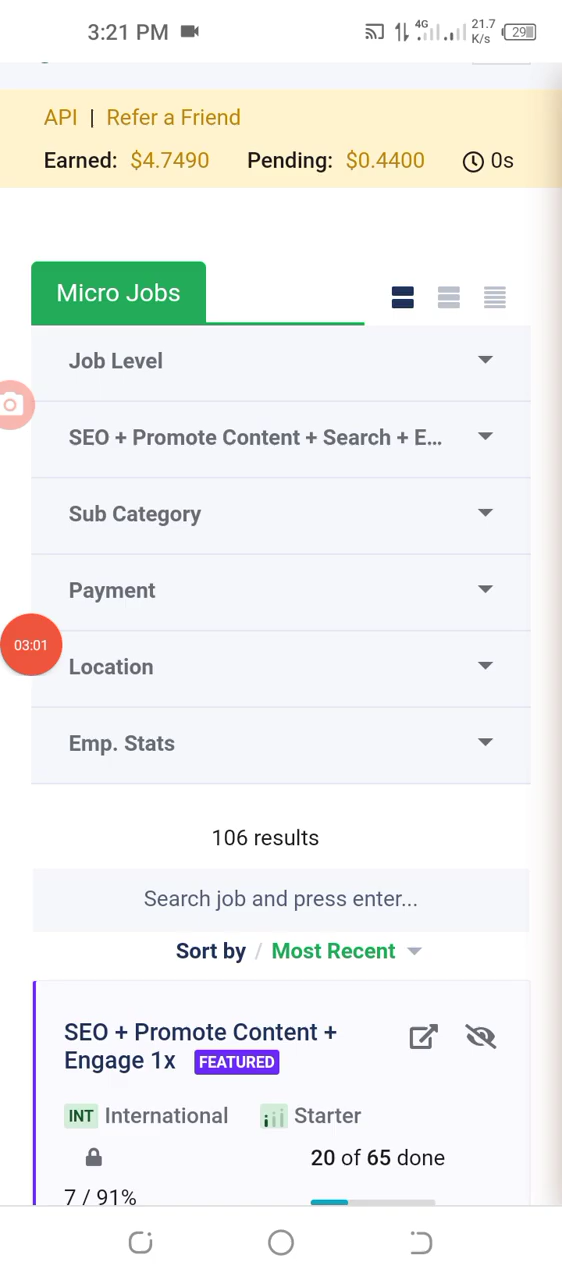 3:21 PM 4G 21.7 K/s 29
API | Refer a Friend
Earned: $4.7490 Pending: $0.4400 0s
Micro Jobs
Job Level
SEO + Promote Content + Search + E...
Sub Category
Payment
03:01
Location
Emp. Stats
106 results
Search job and press enter...
Sort by / Most Recent
SEO + Promote Content +
Engage 1x FEATURED
INT International Starter
20 of 65 done
7 / 91%